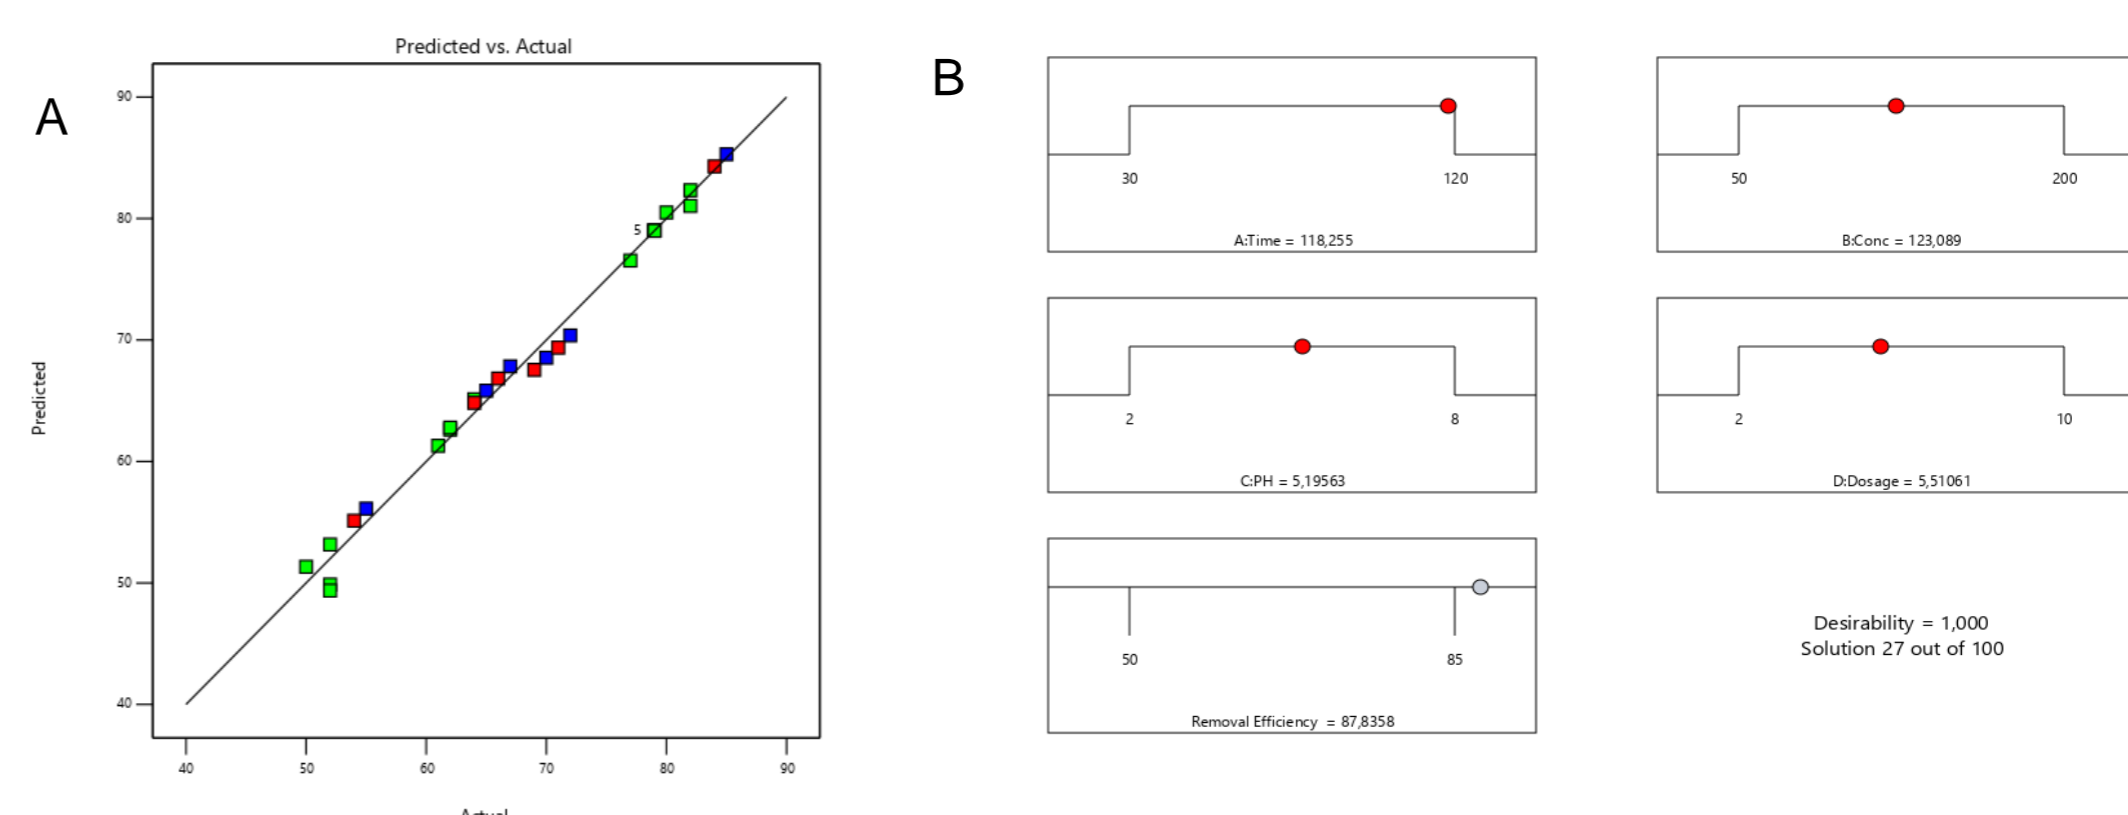 A
Predicted vs. Actual
90
80
70
60
50
40
5
Predicted
40 50 60 70 80 90
Actual
B
30 120
A:Time = 118,255
50 200
B:Conc = 123,089
2 8
C:PH = 5,19563
2 10
D:Dosage = 5,51061
50 85
Removal Efficiency = 87,8358
Desirability = 1,000
Solution 27 out of 100